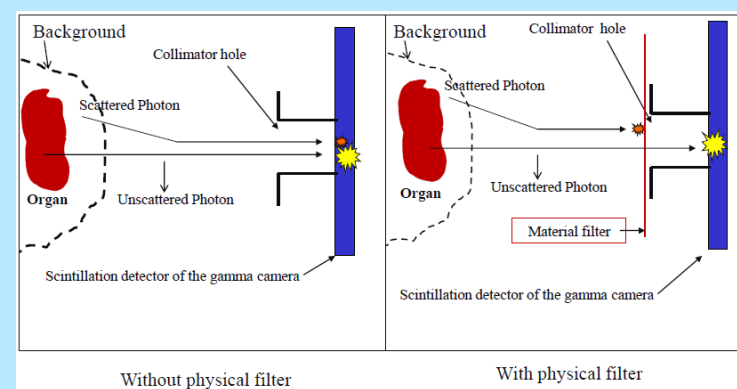 Background
Collimator hole
Scattered Photon
Organ
Unscattered Photon
Scintillation detector of the gamma camera
Without physical filter
Background
Collimator hole
Scattered Photon
Organ
Unscattered Photon
Material filter
Scintillation detector of the gamma camera
With physical filter